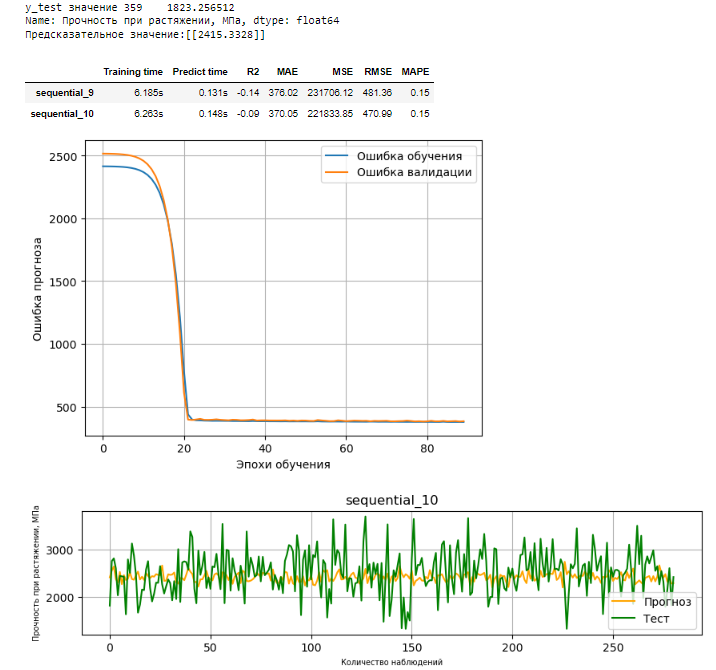 y_test значение 359    1823.256512
Name: Прочность при растяжении, МПа, dtype: float64
Предсказательное значение:[[2415.3328]]
Training time Predict time R2 MAE MSE RMSE MAPE
sequential_9 6.185s 0.131s -0.14 376.02 231706.12 481.36 0.15
sequential_10 6.263s 0.148s -0.09 370.05 221833.85 470.99 0.15
Ошибка обучения
Ошибка валидации
Ошибка прогноза
2500
2000
1500
1000
500
0 20 40 60 80
Эпохи обучения
sequential_10
Прочность при растяжении, МПа
3000
2000
Прогноз
Тест
0 50 100 150 200 250
Количество наблюдений